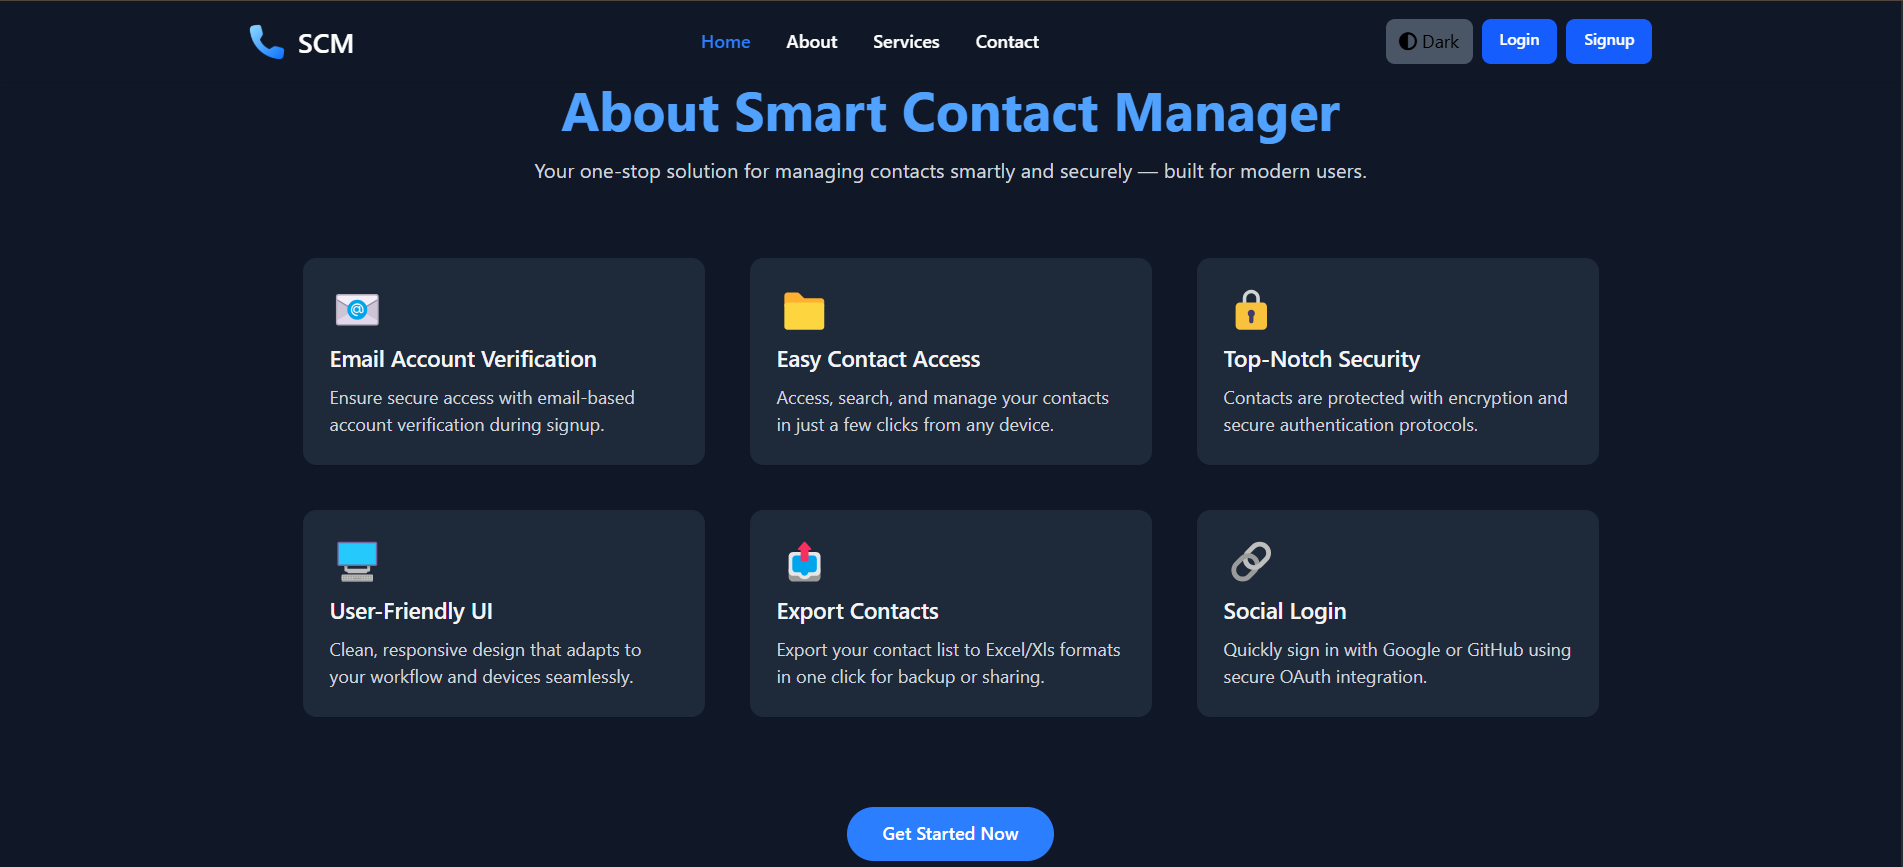 SCM
Home About Services Contact
Dark Login Signup
About Smart Contact Manager
Your one-stop solution for managing contacts smartly and securely — built for modern users.
Email Account Verification
Ensure secure access with email-based
account verification during signup.
Easy Contact Access
Access, search, and manage your contacts
in just a few clicks from any device.
Top-Notch Security
Contacts are protected with encryption and
secure authentication protocols.
User-Friendly UI
Clean, responsive design that adapts to
your workflow and devices seamlessly.
Export Contacts
Export your contact list to Excel/Xls formats
in one click for backup or sharing.
Social Login
Quickly sign in with Google or GitHub using
secure OAuth integration.
Get Started Now